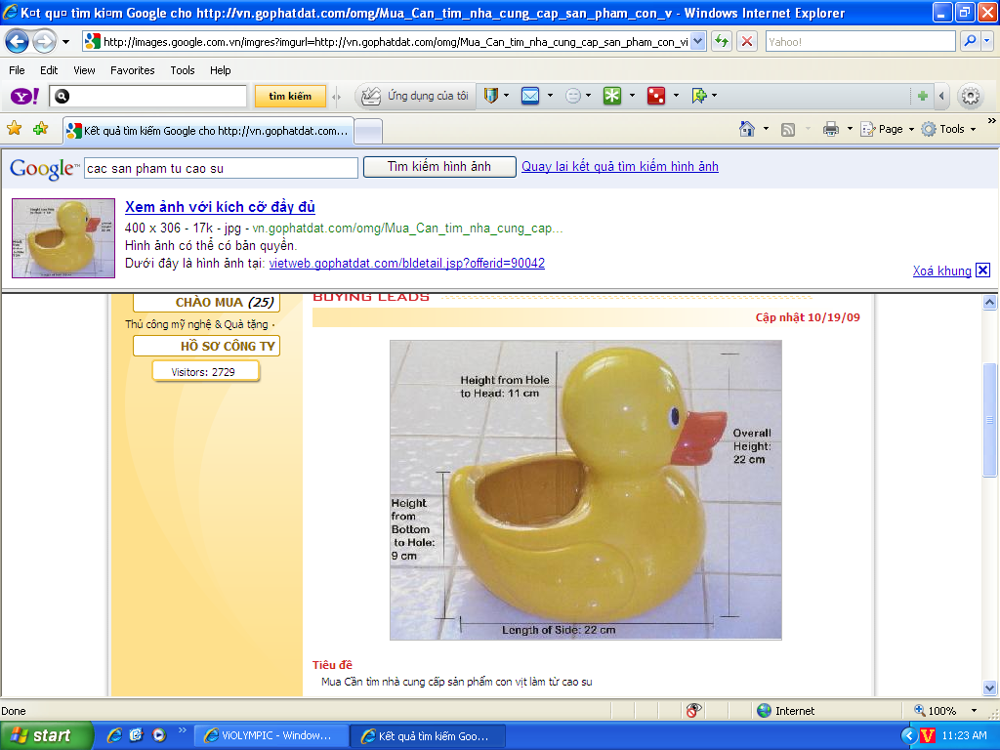 K▯t qu▯ tìm ki▯m Google cho http://vn.gophatdat.com/omg/Mua_Can_tim_nha_cung_cap_san_pham_con_v - Windows Internet Explorer
http://images.google.com.vn/imgres?imgurl=http://vn.gophatdat.com/omg/Mua_Can_tim_nha_cung_cap_san_pham_con_vi
Yahoo!
File Edit View Favorites Tools Help
Y! tìm kiếm Ứng dụng của tôi
Kết quả tìm kiếm Google cho http://vn.gophatdat.com...
Page Tools
Google™ cac san pham tu cao su Tìm kiếm hình ảnh Quay lại kết quả tìm kiếm hình ảnh
Xem ảnh với kích cỡ đầy đủ
400 x 306 - 17k - jpg - vn.gophatdat.com/omg/Mua_Can_tim_nha_cung_cap...
Hình ảnh có thể có bản quyền.
Dưới đây là hình ảnh tại: vietweb.gophatdat.com/bldetail.jsp?offerid=90042
Xoá khung
CHÀO MUA (25)
Thủ công mỹ nghệ & Quà tặng -
HỒ SƠ CÔNG TY
Visitors: 2729
BUYING LEADS
Cập nhật 10/19/09
Height from Hole
to Head: 11 cm
Overall
Height:
22 cm
Height
from
Bottom
to Hole:
9 cm
Length of Side: 22 cm
Tiêu đề
Mua Cần tìm nhà cung cấp sản phẩm con vịt làm từ cao su
Done
Internet
100%
start
ViOLYMPIC - Window...
Kết quả tìm kiếm Goo...
V
11:23 AM